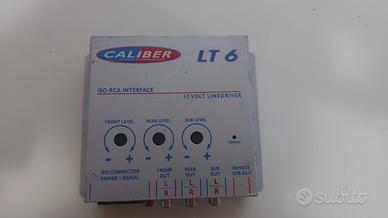 CALIBER
LT 6
ISO-RCA INTERFACE
15 VOLT LINEDRIVER
FRONT LEVEL REAR LEVEL SUB LEVEL
- + - + - +
POWER
ISO CONNECTOR FRONT REAR SUB REMOTE
POWER + SIGNAL OUT OUT OUT SUB OUT
L L L
R R R
subito